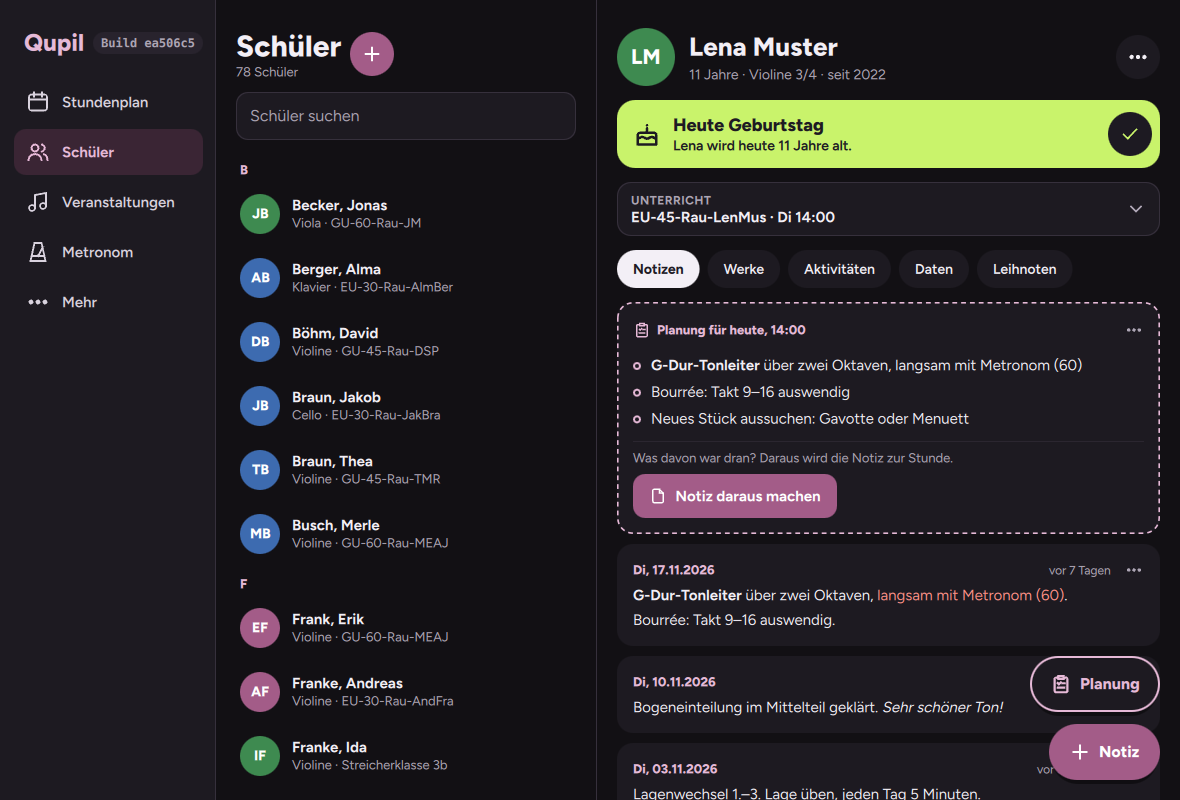 Qupil
Build ea506c5
Stundenplan
Schüler
Veranstaltungen
Metronom
Mehr
Schüler
78 Schüler
Schüler suchen
B
JB
Becker, Jonas
Viola · GU-60-Rau-JM
AB
Berger, Alma
Klavier · EU-30-Rau-AlmBer
DB
Böhm, David
Violine · GU-45-Rau-DSP
JB
Braun, Jakob
Cello · EU-30-Rau-JakBra
TB
Braun, Thea
Violine · GU-45-Rau-TMR
MB
Busch, Merle
Violine · GU-60-Rau-MEAJ
F
EF
Frank, Erik
Violine · GU-60-Rau-MEAJ
AF
Franke, Andreas
Violine · EU-30-Rau-AndFra
IF
Franke, Ida
Violine · Streicherklasse 3b
LM
Lena Muster
11 Jahre · Violine 3/4 · seit 2022
Heute Geburtstag
Lena wird heute 11 Jahre alt.
UNTERRICHT
EU-45-Rau-LenMus · Di 14:00
Notizen
Werke
Aktivitäten
Daten
Leihnoten
Planung für heute, 14:00
G-Dur-Tonleiter über zwei Oktaven, langsam mit Metronom (60)
Bourrée: Takt 9–16 auswendig
Neues Stück aussuchen: Gavotte oder Menuett
Was davon war dran? Daraus wird die Notiz zur Stunde.
Notiz daraus machen
Di, 17.11.2026
vor 7 Tagen
G-Dur-Tonleiter über zwei Oktaven, langsam mit Metronom (60).
Bourrée: Takt 9–16 auswendig.
Di, 10.11.2026
Bogeneinteilung im Mittelteil geklärt. Sehr schöner Ton!
Planung
Notiz
Di, 03.11.2026
vor
Lagenwechsel 1.–3. Lage üben, jeden Tag 5 Minuten.